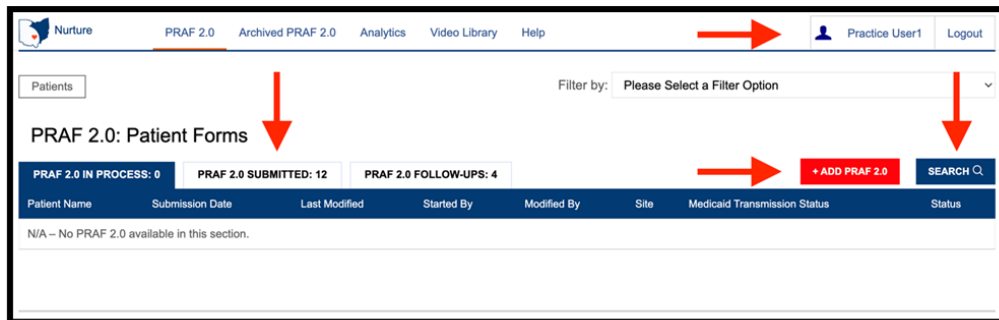 Nurture PRAF 2.0 Archived PRAF 2.0 Analytics Video Library Help Practice User1 Logout
Patients Filter by: Please Select a Filter Option
PRAF 2.0: Patient Forms
PRAF 2.0 IN PROCESS: 0 PRAF 2.0 SUBMITTED: 12 PRAF 2.0 FOLLOW-UPS: 4 + ADD PRAF 2.0 SEARCH
Patient Name Submission Date Last Modified Started By Modified By Site Medicaid Transmission Status Status
N/A – No PRAF 2.0 available in this section.